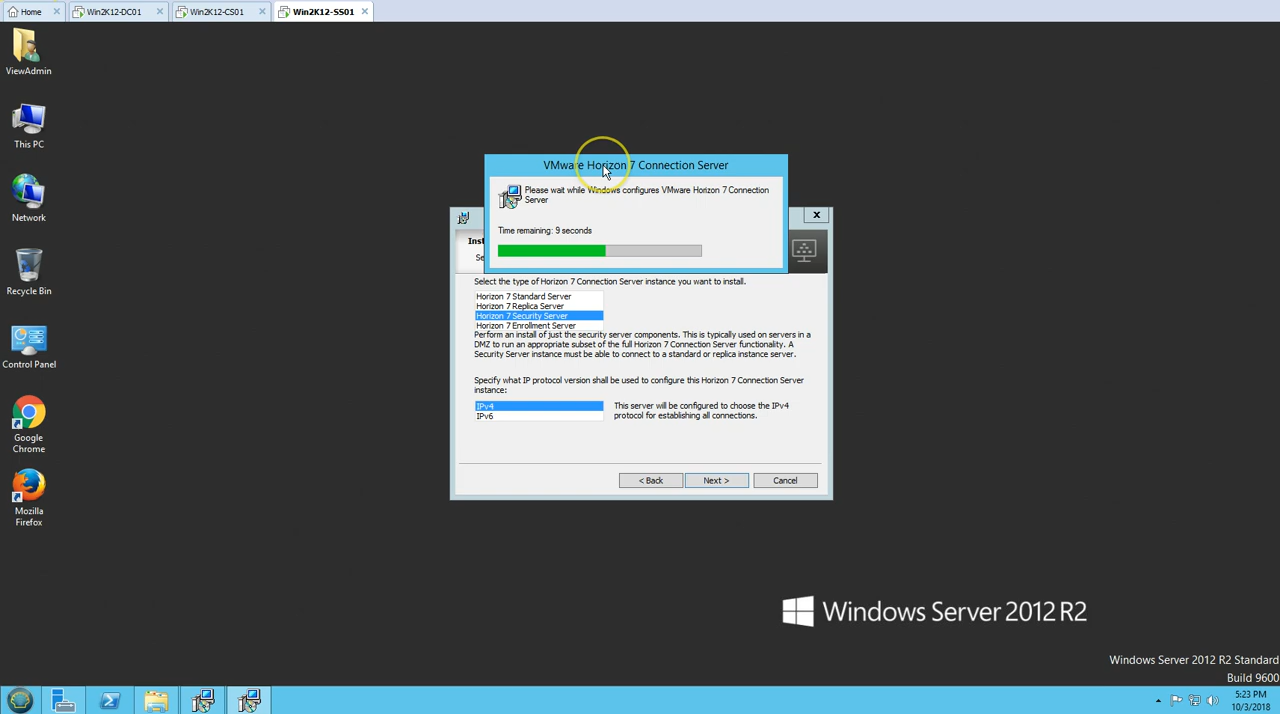 Home
Win2K12-DC01
Win2K12-CS01
Win2K12-SS01
ViewAdmin
This PC
Network
Recycle Bin
Control Panel
Google
Chrome
Mozilla
Firefox
VMware Horizon 7 Connection Server
Please wait while Windows configures VMware Horizon 7 Connection
Server
Time remaining: 9 seconds
Select the type of Horizon 7 Connection Server instance you want to install.
Horizon 7 Standard Server
Horizon 7 Replica Server
Horizon 7 Security Server
Horizon 7 Enrollment Server
Perform an install of just the security server components. This is typically used on servers in a
DMZ to run an appropriate subset of the full Horizon 7 Connection Server functionality. A
Security Server instance must be able to connect to a standard or replica instance server.
Specify what IP protocol version shall be used to configure this Horizon 7 Connection Server
instance:
IPv4
IPv6
This server will be configured to choose the IPv4
protocol for establishing all connections.
< Back
Next >
Cancel
Windows Server 2012 R2
Windows Server 2012 R2 Standard
Build 9600
5:23 PM
10/3/2018